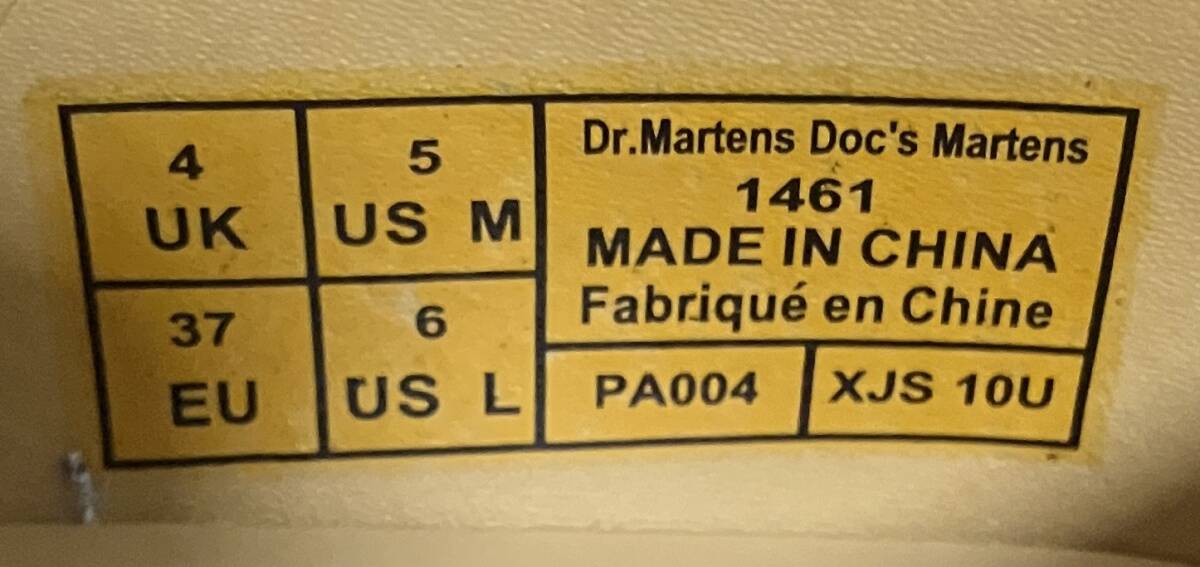 4
UK
5
US M
37
EU
6
US L
Dr.Martens Doc's Martens
1461
MADE IN CHINA
Fabriqué en Chine
PA004
XJS 10U